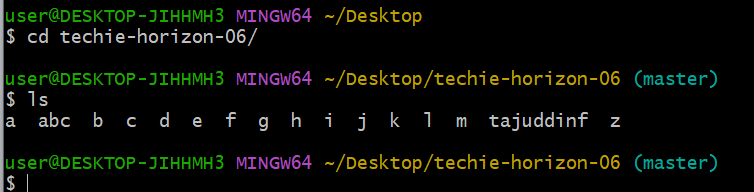 user@DESKTOP-JIHHMH3 MINGW64 ~/Desktop
$ cd techie-horizon-06/
user@DESKTOP-JIHHMH3 MINGW64 ~/Desktop/techie-horizon-06 (master)
$ ls
a  abc  b  c  d  e  f  g  h  i  j  k  l  m  tajuddinf  z
user@DESKTOP-JIHHMH3 MINGW64 ~/Desktop/techie-horizon-06 (master)
$